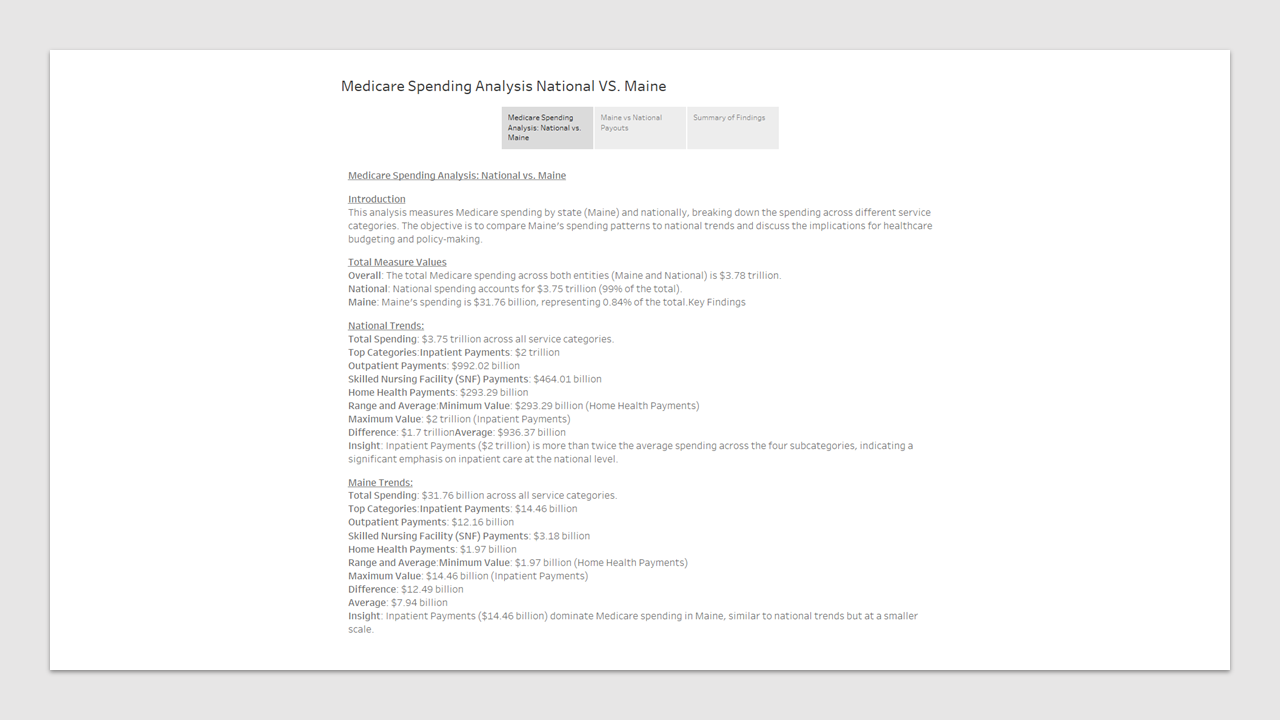 Medicare Spending Analysis National VS. Maine
Medicare Spending
Analysis: National vs.
Maine
Maine vs National
Payouts
Summary of Findings
Medicare Spending Analysis: National vs. Maine
Introduction
This analysis measures Medicare spending by state (Maine) and nationally, breaking down the spending across different service
categories. The objective is to compare Maine's spending patterns to national trends and discuss the implications for healthcare
budgeting and policy-making.
Total Measure Values
Overall: The total Medicare spending across both entities (Maine and National) is $3.78 trillion.
National: National spending accounts for $3.75 trillion (99% of the total).
Maine: Maine's spending is $31.76 billion, representing 0.84% of the total.Key Findings
National Trends:
Total Spending: $3.75 trillion across all service categories.
Top Categories:Inpatient Payments: $2 trillion
Outpatient Payments: $992.02 billion
Skilled Nursing Facility (SNF) Payments: $464.01 billion
Home Health Payments: $293.29 billion
Range and Average:Minimum Value: $293.29 billion (Home Health Payments)
Maximum Value: $2 trillion (Inpatient Payments)
Difference: $1.7 trillionAverage: $936.37 billion
Insight: Inpatient Payments ($2 trillion) is more than twice the average spending across the four subcategories, indicating a
significant emphasis on inpatient care at the national level.
Maine Trends:
Total Spending: $31.76 billion across all service categories.
Top Categories:Inpatient Payments: $14.46 billion
Outpatient Payments: $12.16 billion
Skilled Nursing Facility (SNF) Payments: $3.18 billion
Home Health Payments: $1.97 billion
Range and Average:Minimum Value: $1.97 billion (Home Health Payments)
Maximum Value: $14.46 billion (Inpatient Payments)
Difference: $12.49 billion
Average: $7.94 billion
Insight: Inpatient Payments ($14.46 billion) dominate Medicare spending in Maine, similar to national trends but at a smaller
scale.